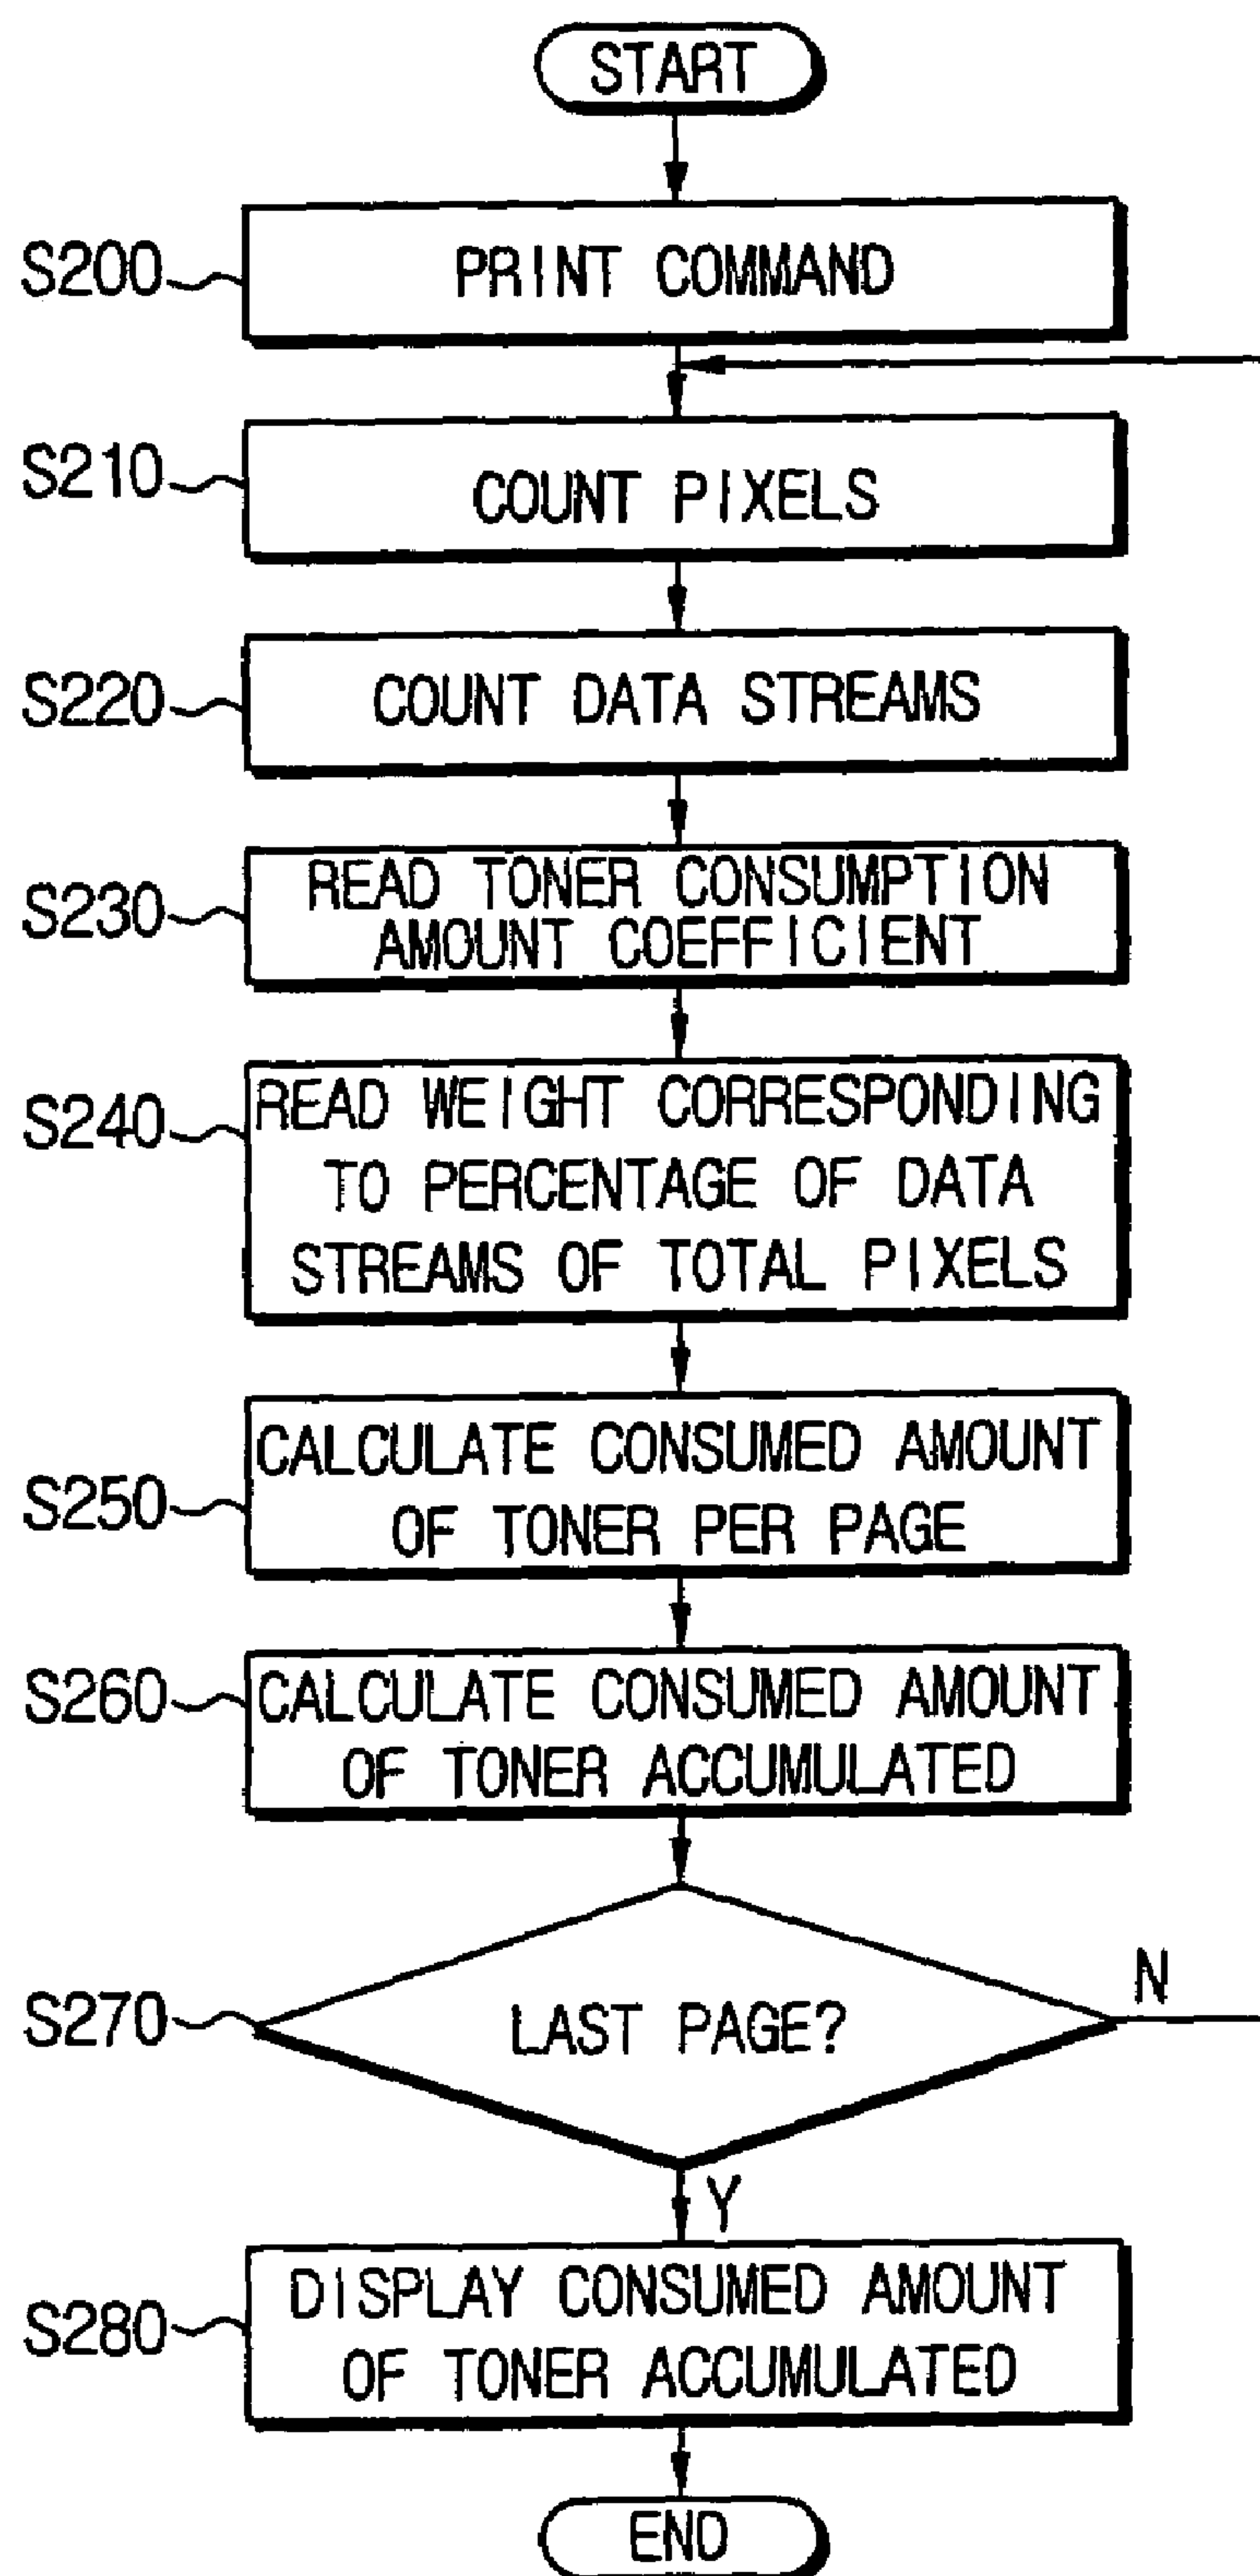 START
S200
PRINT COMMAND
S210
COUNT PIXELS
S220
COUNT DATA STREAMS
S230
READ TONER CONSUMPTION
AMOUNT COEFFICIENT
S240
READ WEIGHT CORRESPONDING
TO PERCENTAGE OF DATA
STREAMS OF TOTAL PIXELS
S250
CALCULATE CONSUMED AMOUNT
OF TONER PER PAGE
S260
CALCULATE CONSUMED AMOUNT
OF TONER ACCUMULATED
S270
LAST PAGE?
N
Y
S280
DISPLAY CONSUMED AMOUNT
OF TONER ACCUMULATED
END